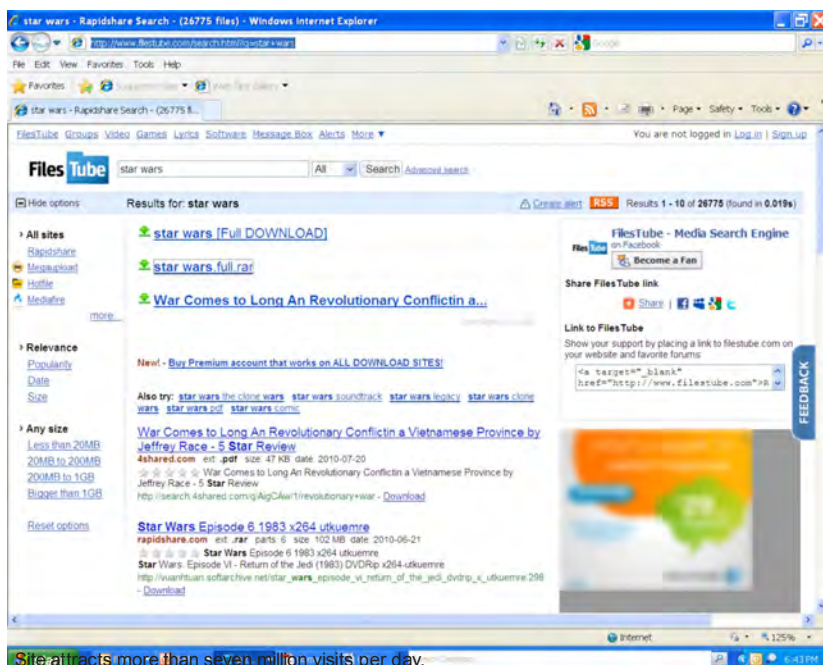 star wars - Rapidshare Search - (26775 files) - Windows Internet Explorer
http://www.filestube.com/search.html?q=star+wars
Google
File Edit View Favorites Tools Help
Favorites
star wars - Rapidshare Search - (26775 fi...
Page Safety Tools
FilesTube Groups Video Games Lyrics Software Message Box Alerts More ▼
You are not logged in Log in | Sign up
Files Tube
star wars
All
Search
Advanced search
Hide options
Results for: star wars
Create alert RSS Results 1 - 10 of 26775 (found in 0.019s)
All sites
Rapidshare
Megaupload
Hotfile
Mediafire
more...
Relevance
Popularity
Date
Size
Any size
Less than 20MB
20MB to 200MB
200MB to 1GB
Bigger than 1GB
Reset options
star wars [Full DOWNLOAD]
star wars.full.rar
War Comes to Long An Revolutionary Conflictin a...
New! - Buy Premium account that works on ALL DOWNLOAD SITES!
Also try: star wars the clone wars star wars soundtrack star wars legacy star wars clone
wars star wars pdf star wars comic
War Comes to Long An Revolutionary Conflictin a Vietnamese Province by
Jeffrey Race - 5 Star Review
4shared.com ext .pdf size 47 KB date 2010-07-20
War Comes to Long An Revolutionary Conflictin a Vietnamese Province by
Jeffrey Race - 5 Star Review
http://search.4shared.com/q/AigCAw/1/revolutionary+war - Download
Star Wars Episode 6 1983 x264 utkuemre
rapidshare.com ext .rar parts 6 size 102 MB date 2010-06-21
Star Wars Episode 6 1983 x264 utkuemre
Star Wars. Episode VI - Return of the Jedi (1983) DVDRip x264-utkuemre
http://vuanhtuan.softarchive.net/star_wars_episode_vi_return_of_the_jedi_dvdrip_x_utkuemre.298
- Download
FilesTube - Media Search Engine
on Facebook
Files Tube
Become a Fan
Share FilesTube link
Share |
Link to FilesTube
Show your support by placing a link to filestube.com on
your website and favorite forums
<a target="_blank"
href="http://www.filestube.com">R
FEEDBACK
Internet
125%
Site attracts more than seven million visits per day.
6:43 PM